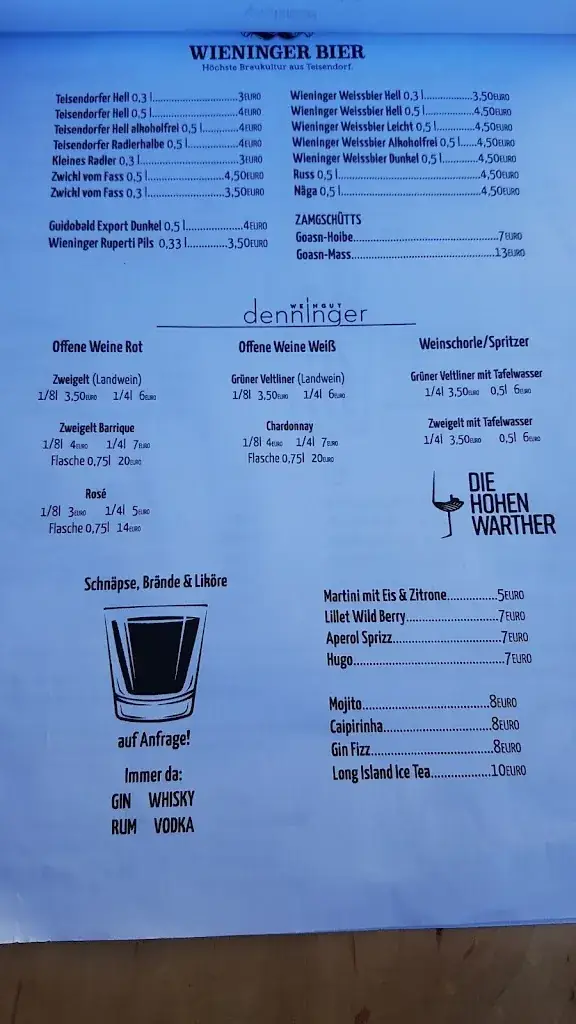 WIENINGER BIER
Höchste Braukultur aus Teisendorf.
Teisendorfer Hell 0,3 l..........................3EURO
Teisendorfer Hell 0,5 l..........................4EURO
Teisendorfer Hell alkoholfrei 0,5 l...........4EURO
Teisendorfer Radlerhalbe 0,5 l................4EURO
Kleines Radler 0,3 l..............................3EURO
Zwickl vom Fass 0,5 l........................4,50EURO
Zwickl vom Fass 0,3 l........................3,50EURO
Guidobald Export Dunkel 0,5 l...................4EURO
Wieninger Ruperti Pils 0,33 l.............3,50EURO
Wieninger Weissbier Hell 0,3 l................3,50EURO
Wieninger Weissbier Hell 0,5 l................4,50EURO
Wieninger Weissbier Leicht 0,5 l.............4,50EURO
Wieninger Weissbier Alkoholfrei 0,5 l.....4,50EURO
Wieninger Weissbier Dunkel 0,5 l...........4,50EURO
Russ 0,5 l...............................................4,50EURO
Näga 0,5 l..............................................4,50EURO
ZAMGSCHÜTTS
Goasn-Hoibe................................................7EURO
Goasn-Mass................................................13EURO
WEINGUT
denninger
Offene Weine Rot
Zweigelt (Landwein)
1/8l 3,50EURO 1/4l 6EURO
Zweigelt Barrique
1/8l 4EURO 1/4l 7EURO
Flasche 0,75l 20EURO
Rosé
1/8l 3EURO 1/4l 5EURO
Flasche 0,75l 14EURO
Offene Weine Weiß
Grüner Veltliner (Landwein)
1/8l 3,50EURO 1/4l 6EURO
Chardonnay
1/8l 4EURO 1/4l 7EURO
Flasche 0,75l 20EURO
Weinschorle/Spritzer
Grüner Veltliner mit Tafelwasser
1/4l 3,50EURO 0,5l 6EURO
Zweigelt mit Tafelwasser
1/4l 3,50EURO 0,5l 6EURO
DIE
HOHEN
WARTHER
Schnäpse, Brände & Liköre
auf Anfrage!
Immer da:
GIN WHISKY
RUM VODKA
Martini mit Eis & Zitrone..............5EURO
Lillet Wild Berry..........................7EURO
Aperol Sprizz...............................7EURO
Hugo............................................7EURO
Mojito.....................................8EURO
Caipirinha................................8EURO
Gin Fizz....................................8EURO
Long Island Ice Tea.................10EURO